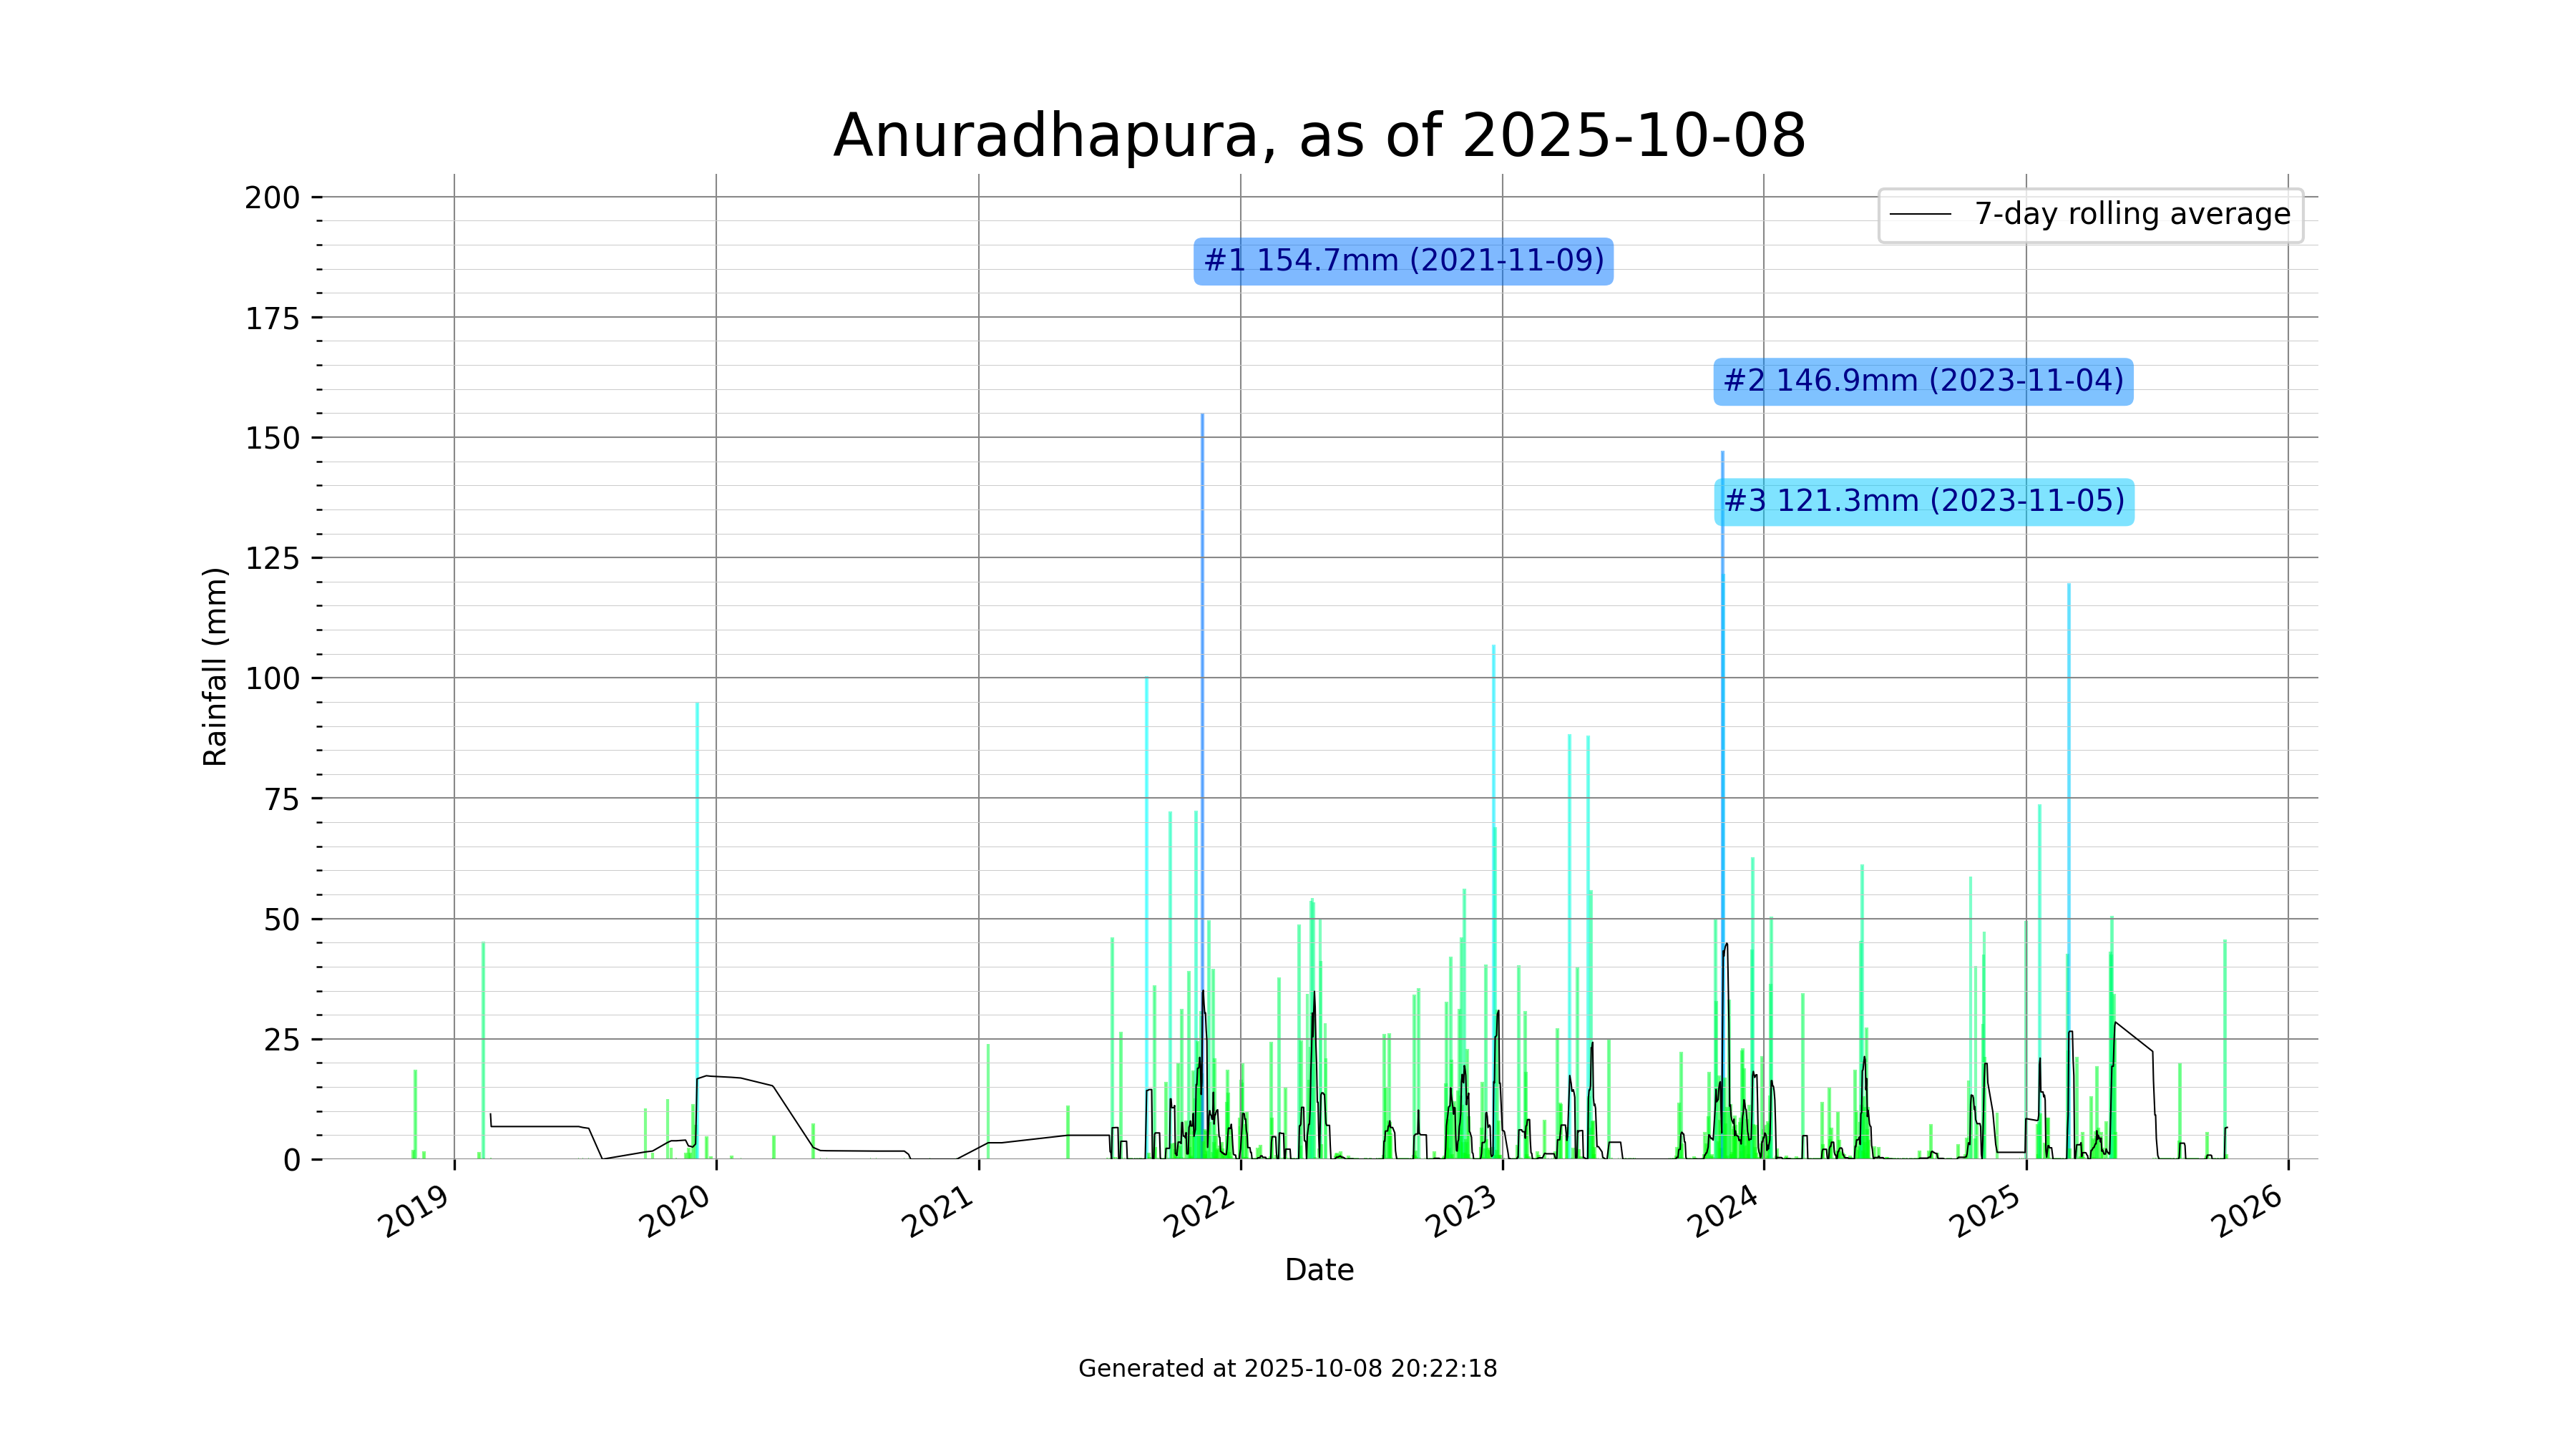 Anuradhapura, as of 2025-10-08
200
175
150
125
100
75
50
25
0
Rainfall (mm)
7-day rolling average
#1 154.7mm (2021-11-09)
#2 146.9mm (2023-11-04)
#3 121.3mm (2023-11-05)
2019
2020
2021
2022
2023
2024
2025
2026
Date
Generated at 2025-10-08 20:22:18